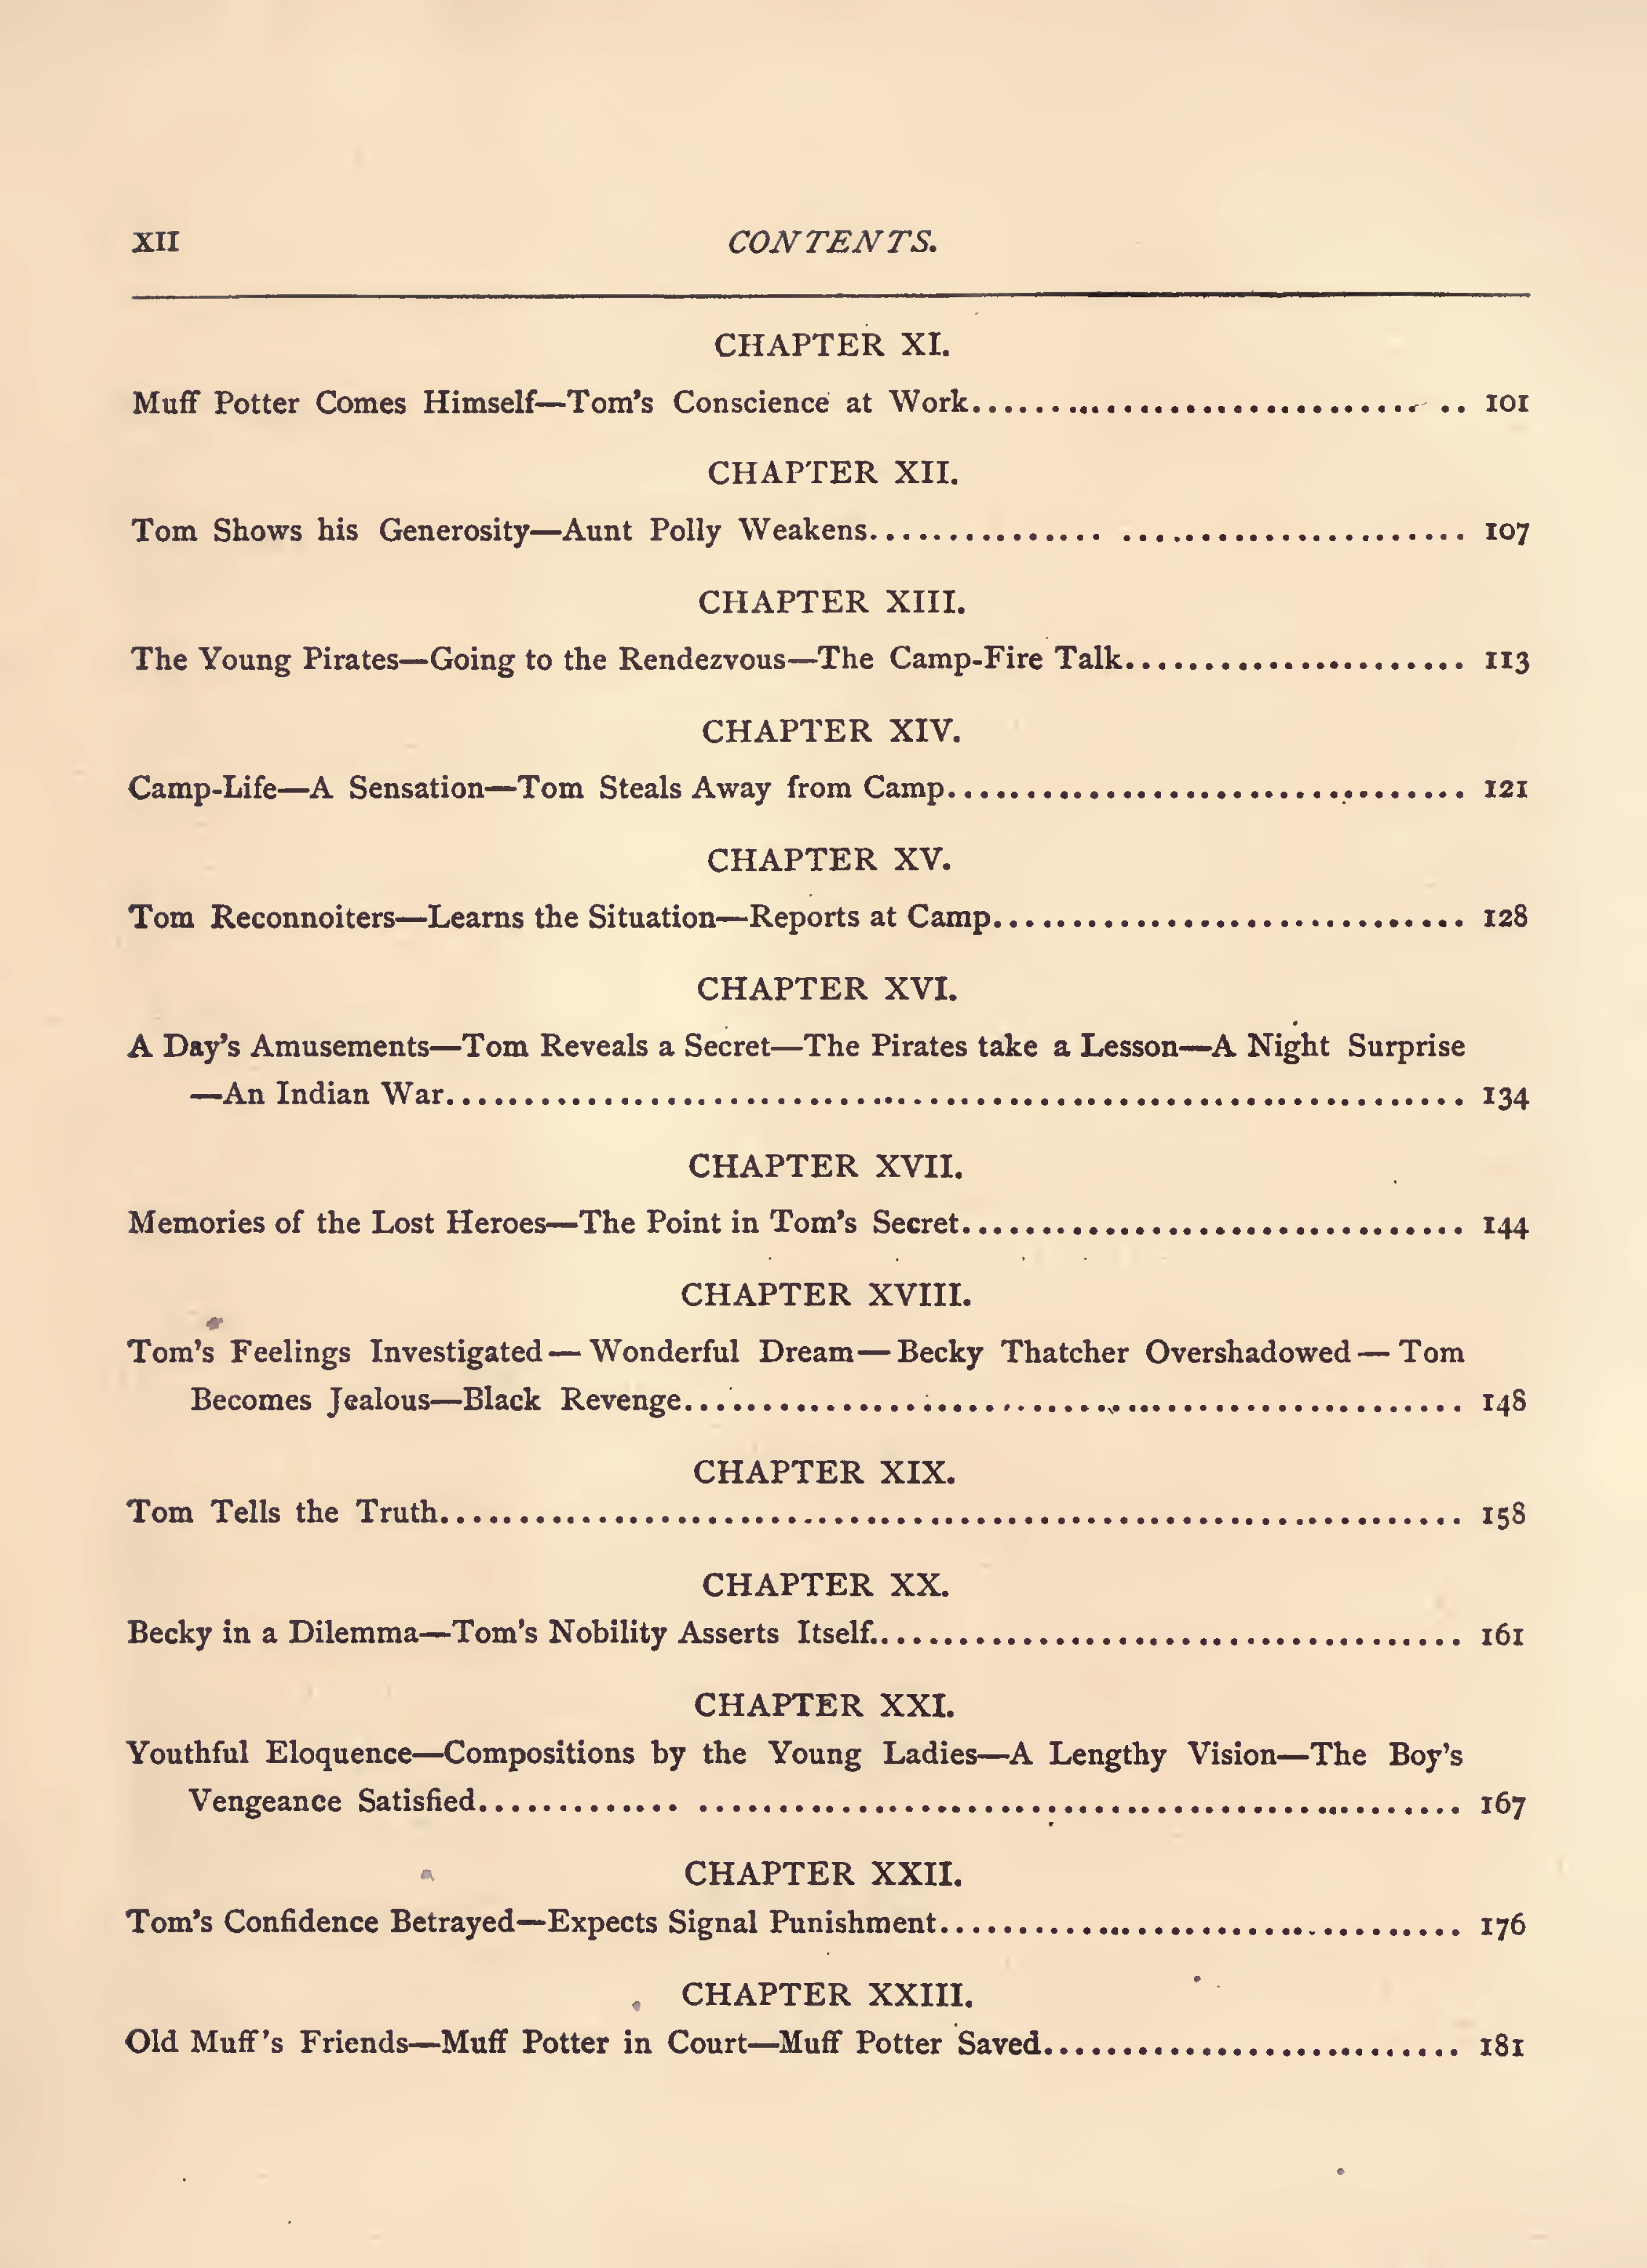 XII CONTENTS.
CHAPTER XI.
Muff Potter Comes Himself—Tom's Conscience at Work.................................. .. 101
CHAPTER XII.
Tom Shows his Generosity—Aunt Polly Weakens............... ...................... 107
CHAPTER XIII.
The Young Pirates—Going to the Rendezvous—The Camp-Fire Talk...................... 113
CHAPTER XIV.
Camp-Life—A Sensation—Tom Steals Away from Camp.................................. 121
CHAPTER XV.
Tom Reconnoiters—Learns the Situation—Reports at Camp.............................. 128
CHAPTER XVI.
A Day's Amusements—Tom Reveals a Secret—The Pirates take a Lesson—A Night Surprise
—An Indian War................................................................. 134
CHAPTER XVII.
Memories of the Lost Heroes—The Point in Tom's Secret................................ 144
CHAPTER XVIII.
Tom's Feelings Investigated—Wonderful Dream—Becky Thatcher Overshadowed—Tom
Becomes Jealous—Black Revenge.................................................. 148
CHAPTER XIX.
Tom Tells the Truth................................................................. 158
CHAPTER XX.
Becky in a Dilemma—Tom's Nobility Asserts Itself...................................... 161
CHAPTER XXI.
Youthful Eloquence—Compositions by the Young Ladies—A Lengthy Vision—The Boy's
Vengeance Satisfied............. ................................................. 167
CHAPTER XXII.
Tom's Confidence Betrayed—Expects Signal Punishment.................................. 176
CHAPTER XXIII.
Old Muff's Friends—Muff Potter in Court—Muff Potter Saved........................... 181